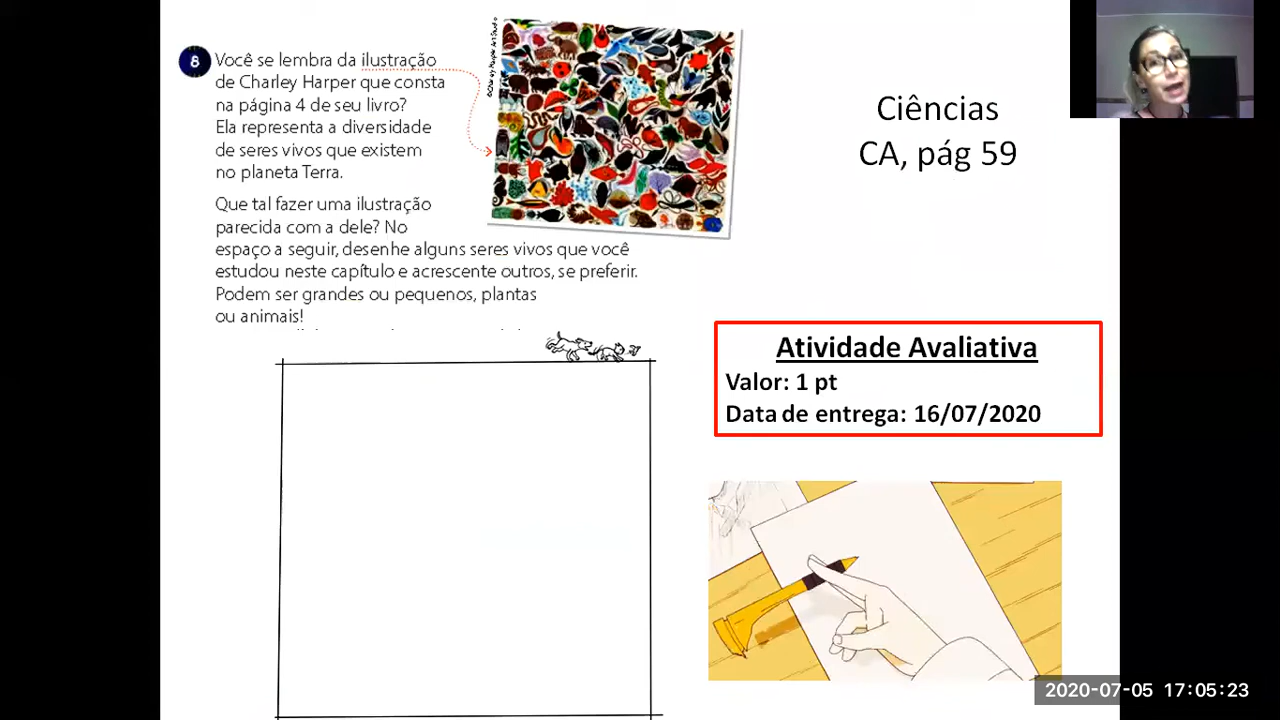 8
Você se lembra da ilustração
de Charley Harper que consta
na página 4 de seu livro?
Ela representa a diversidade
de seres vivos que existem
no planeta Terra.
Que tal fazer uma ilustração
parecida com a dele? No
espaço a seguir, desenhe alguns seres vivos que você
estudou neste capítulo e acrescente outros, se preferir.
Podem ser grandes ou pequenos, plantas
ou animais!
©Charley Harper Art Studio
Ciências
CA, pág 59
Atividade Avaliativa
Valor: 1 pt
Data de entrega: 16/07/2020
2020-07-05 17:05:23